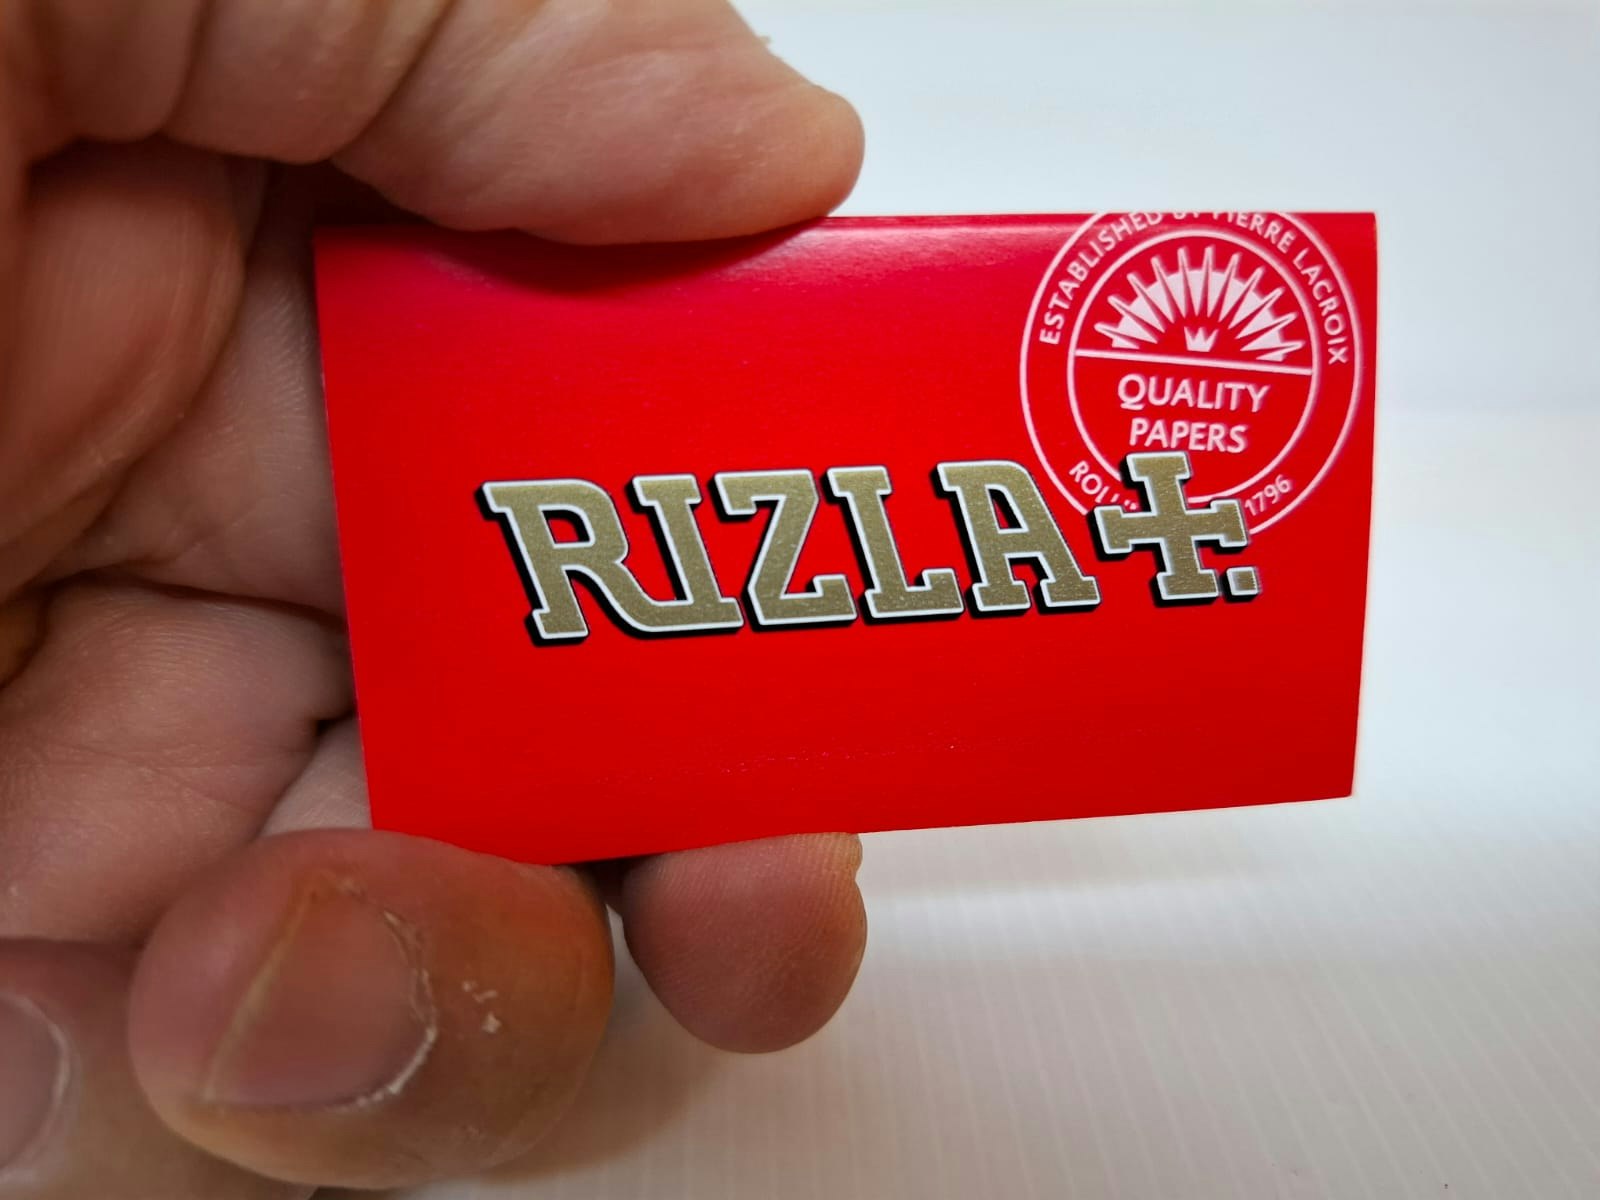 ESTABLISHED BY PIERRE LACROIX
QUALITY
PAPERS
1796
RIZLA+.